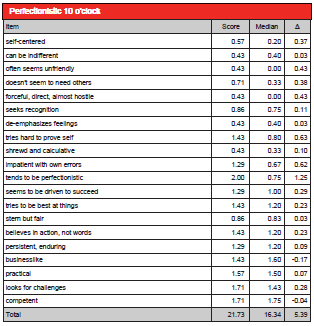 Perfectionistic 10 o'clock
Item Score Median Δ
self-centered 0.57 0.20 0.37
can be indifferent 0.43 0.40 0.03
often seems unfriendly 0.43 0.00 0.43
doesn't seem to need others 0.71 0.33 0.38
forceful, direct, almost hostile 0.43 0.00 0.43
seeks recognition 0.86 0.75 0.11
de-emphasizes feelings 0.43 0.40 0.03
tries hard to prove self 1.43 0.80 0.63
shrewd and calculative 0.43 0.33 0.10
impatient with own errors 1.29 0.67 0.62
tends to be perfectionistic 2.00 0.75 1.25
seems to be driven to succeed 1.29 1.00 0.29
tries to be best at things 1.43 1.20 0.23
stern but fair 0.86 0.83 0.03
believes in action, not words 1.43 1.20 0.23
persistent, enduring 1.29 1.20 0.09
businesslike 1.43 1.60 -0.17
practical 1.57 1.50 0.07
looks for challenges 1.71 1.43 0.28
competent 1.71 1.75 -0.04
Total 21.73 16.34 5.39